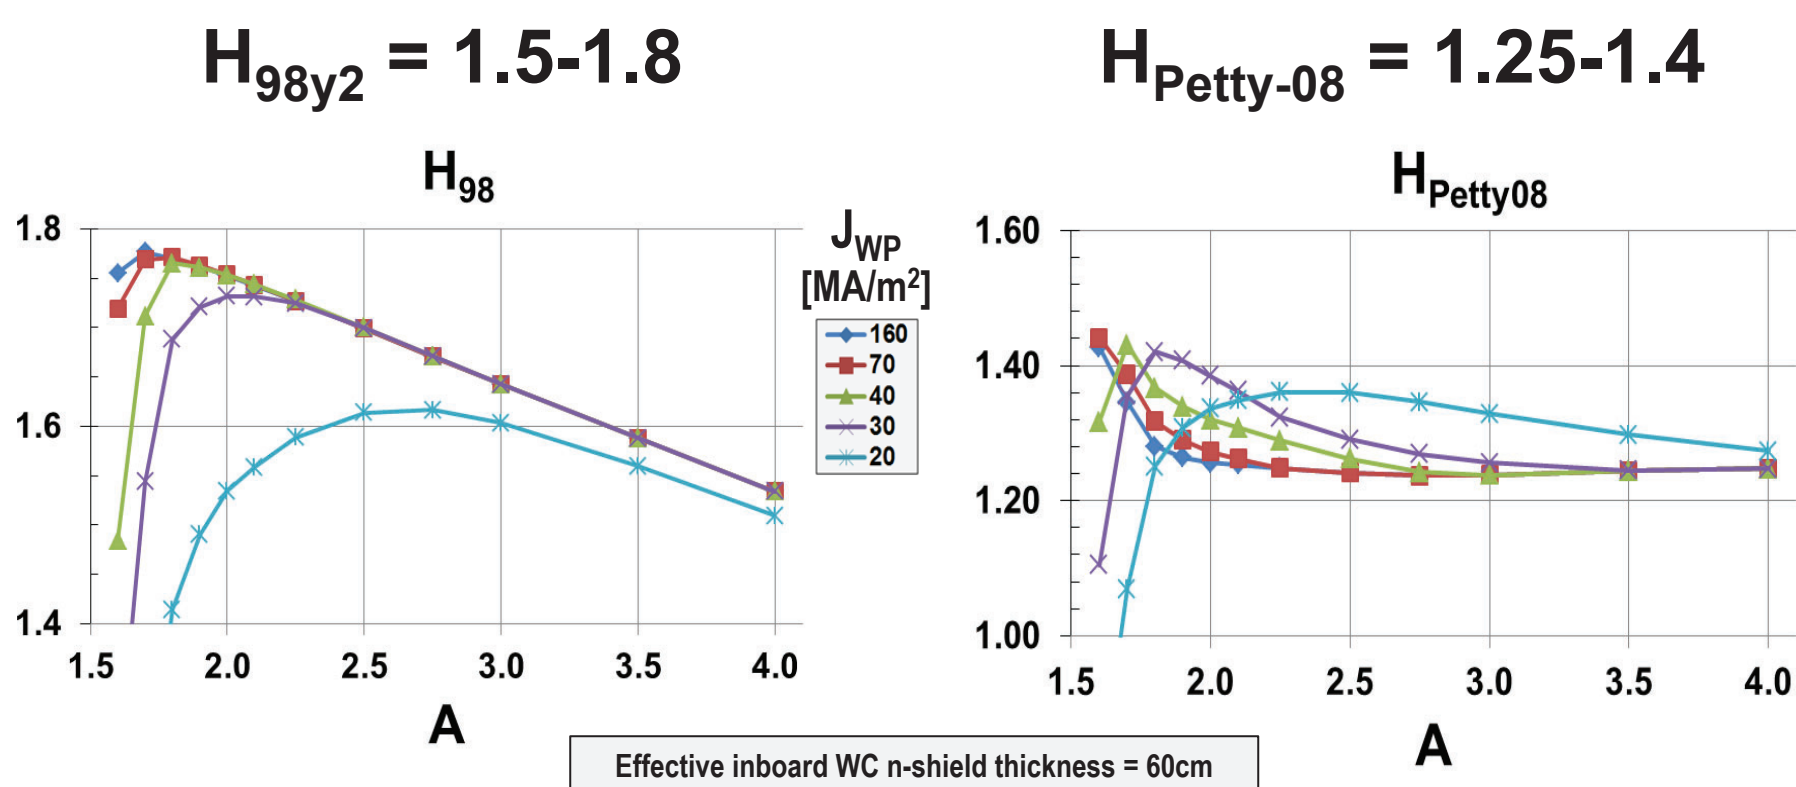 H98y2 = 1.5-1.8
HPetty-08 = 1.25-1.4
H98
1.8
1.6
1.4
1.5 2.0 2.5 3.0 3.5 4.0
A
JWP
[MA/m²]
160
70
40
30
20
HPetty08
1.60
1.40
1.20
1.00
1.5 2.0 2.5 3.0 3.5 4.0
A
Effective inboard WC n-shield thickness = 60cm